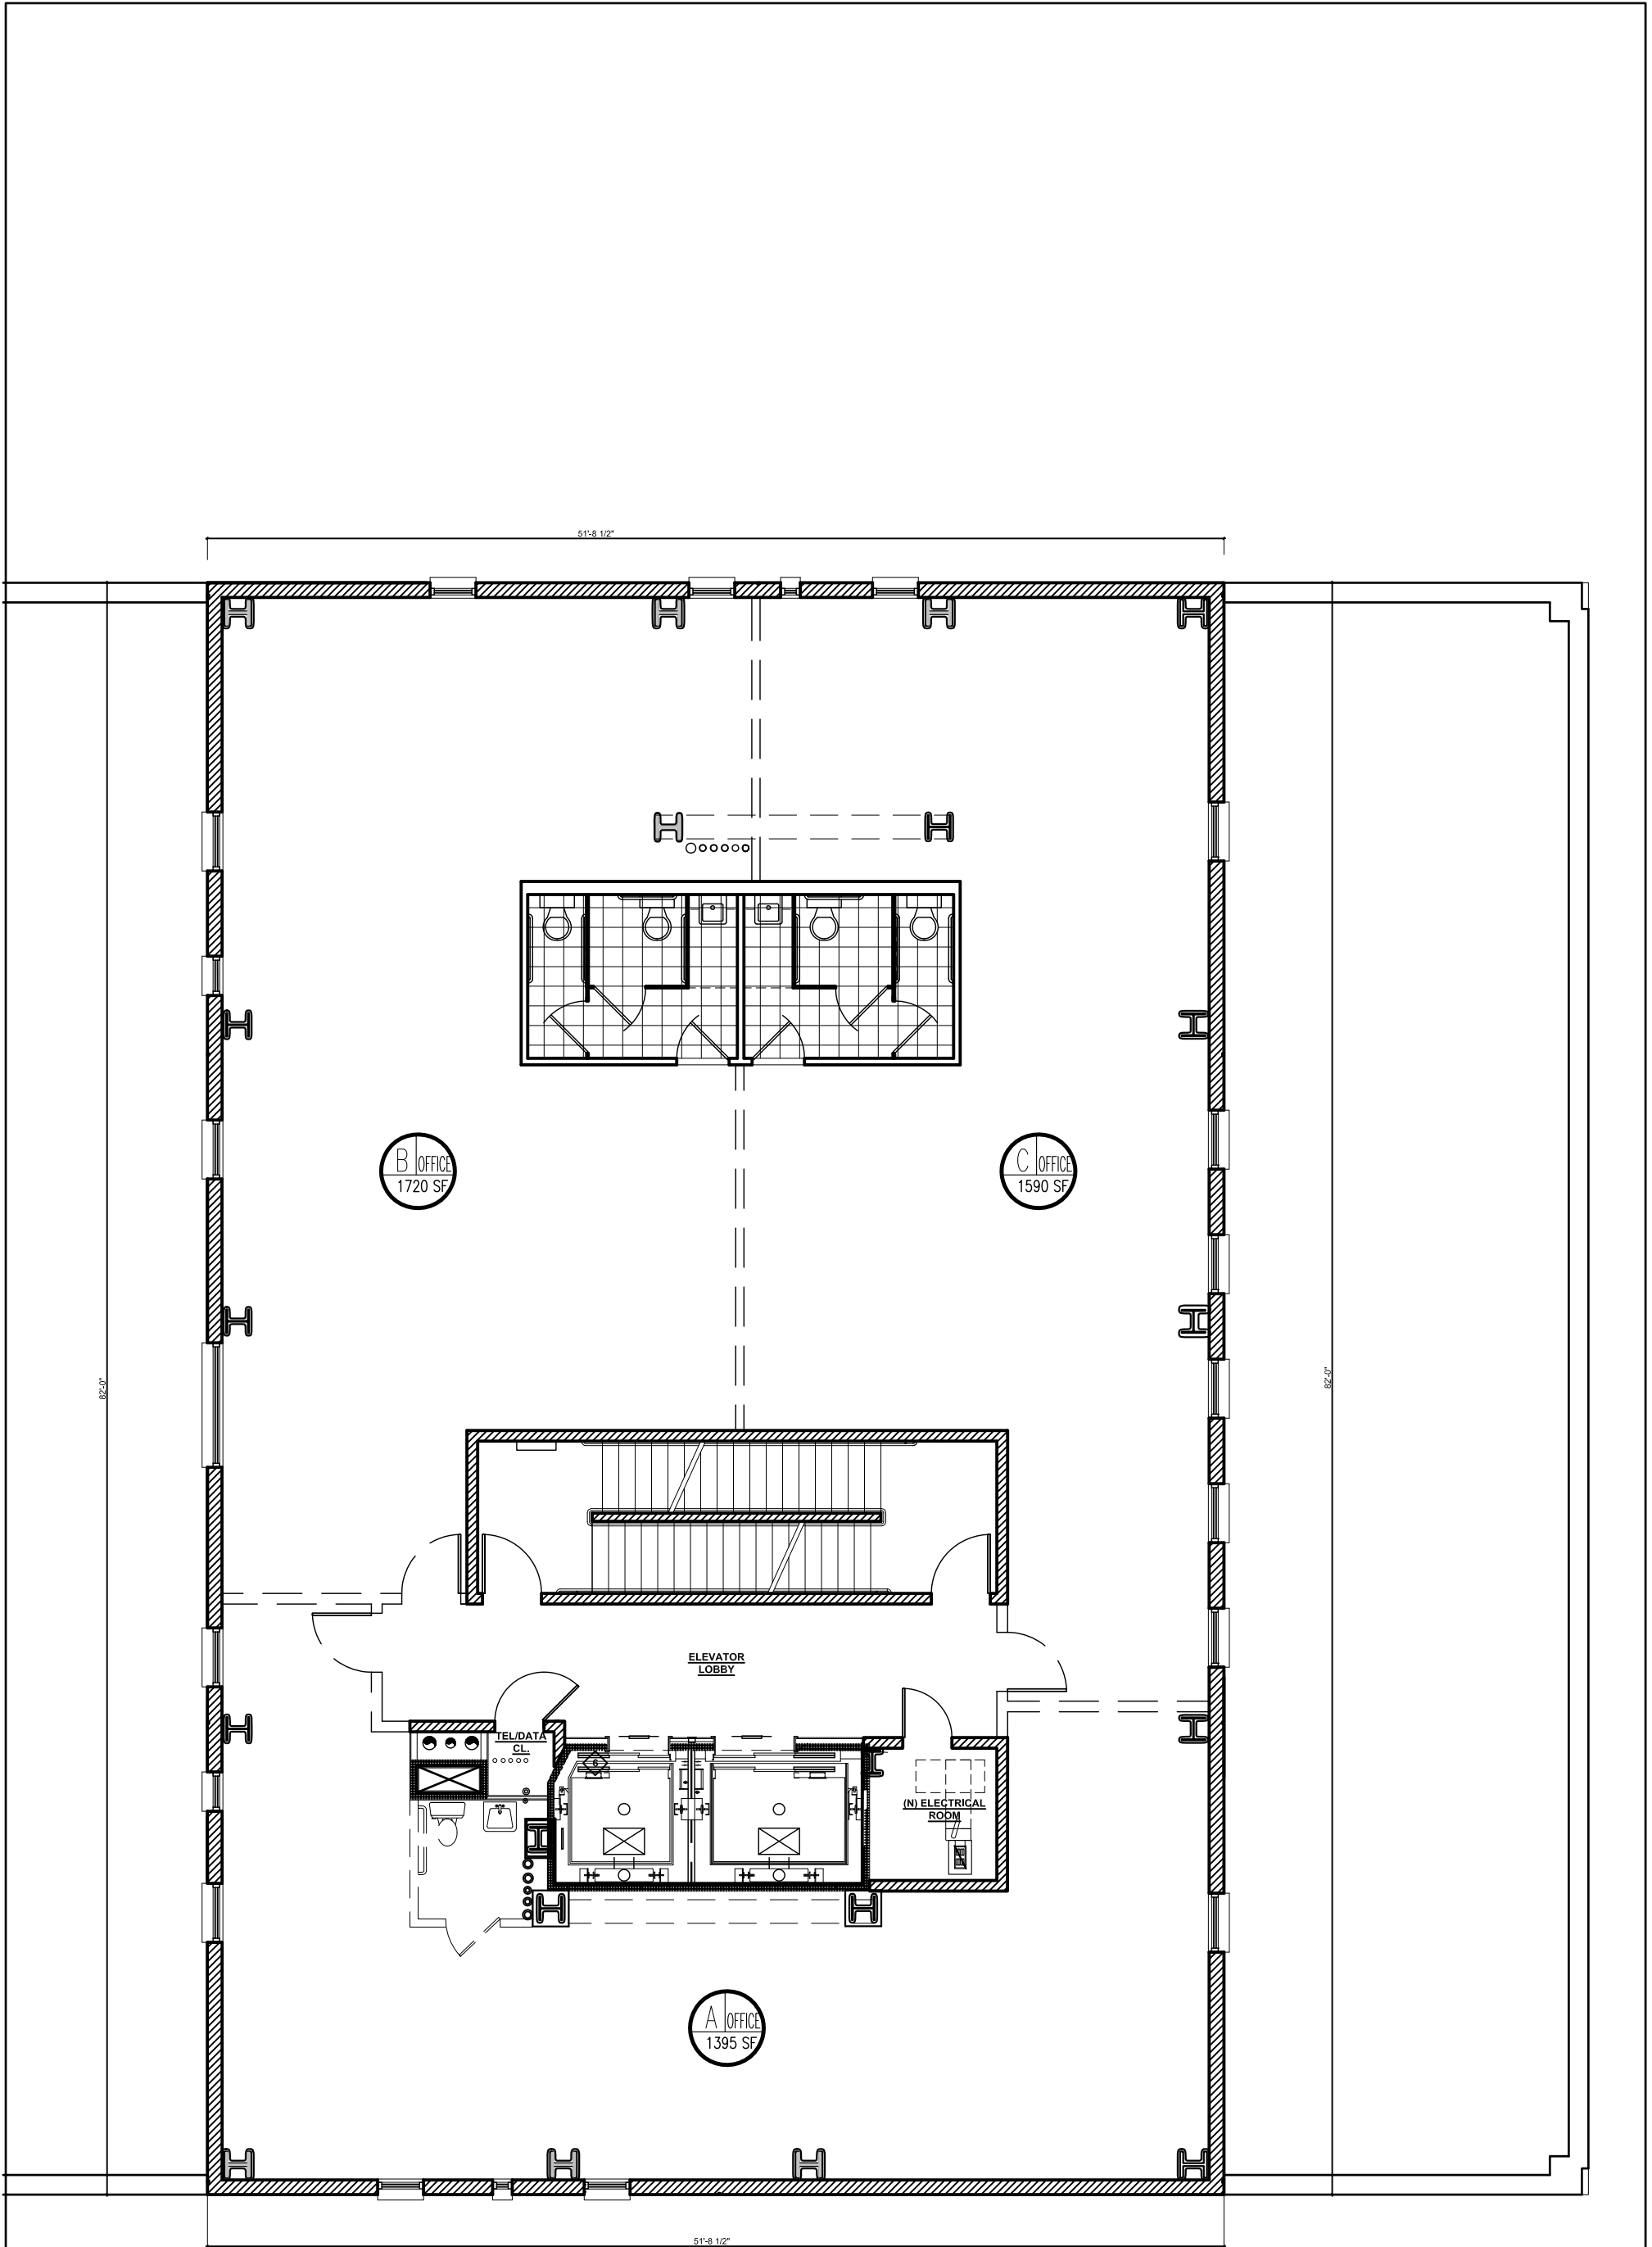 51'-8 1/2"
B OFFICE
1720 SF
C OFFICE
1590 SF
82'-0"
82'-0"
ELEVATOR
LOBBY
TEL/DATA
CL.
6
(N) ELECTRICAL
ROOM
A OFFICE
1395 SF
51'-8 1/2"